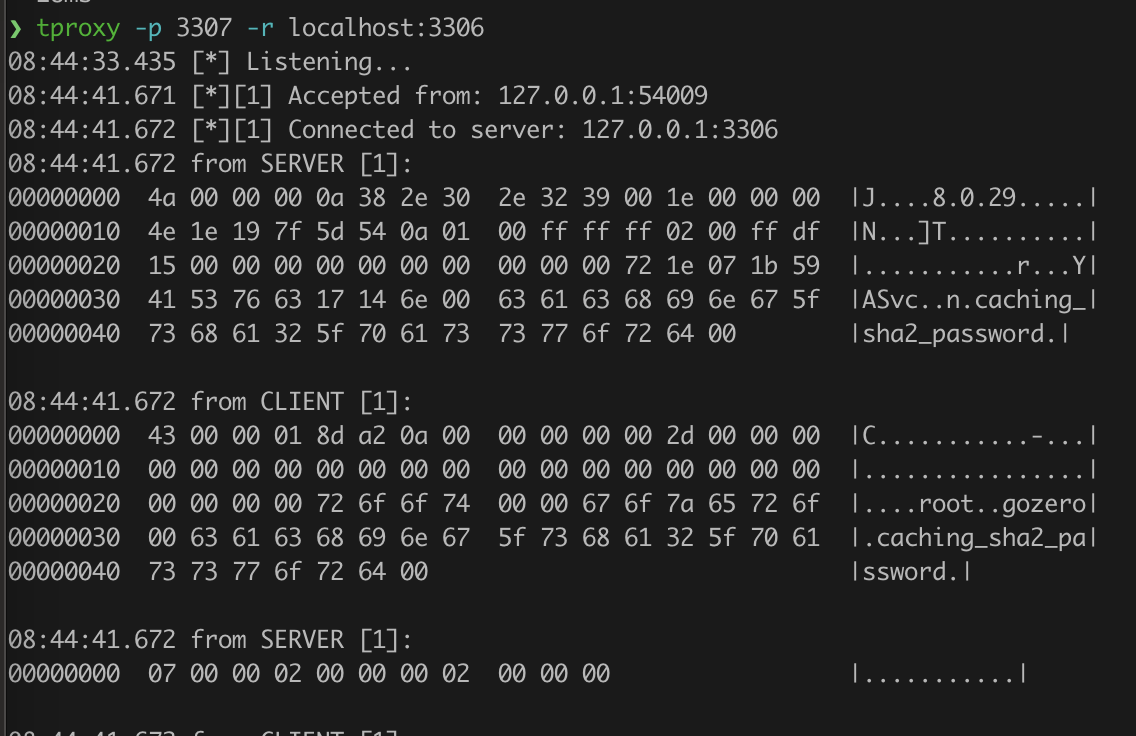 ❯ tproxy -p 3307 -r localhost:3306
08:44:33.435 [*] Listening...
08:44:41.671 [*][1] Accepted from: 127.0.0.1:54009
08:44:41.672 [*][1] Connected to server: 127.0.0.1:3306
08:44:41.672 from SERVER [1]:
00000000  4a 00 00 00 0a 38 2e 30  2e 32 39 00 1e 00 00 00  |J....8.0.29.....|
00000010  4e 1e 19 7f 5d 54 0a 01  00 ff ff ff 02 00 ff df  |N...]T..........|
00000020  15 00 00 00 00 00 00 00  00 00 00 72 1e 07 1b 59  |...........r...Y|
00000030  41 53 76 63 17 14 6e 00  63 61 63 68 69 6e 67 5f  |ASvc..n.caching_|
00000040  73 68 61 32 5f 70 61 73  73 77 6f 72 64 00        |sha2_password.|
08:44:41.672 from CLIENT [1]:
00000000  43 00 00 01 8d a2 0a 00  00 00 00 00 2d 00 00 00  |C...........-...|
00000010  00 00 00 00 00 00 00 00  00 00 00 00 00 00 00 00  |................|
00000020  00 00 00 00 72 6f 6f 74  00 00 67 6f 7a 65 72 6f  |....root..gozero|
00000030  00 63 61 63 68 69 6e 67  5f 73 68 61 32 5f 70 61  |.caching_sha2_pa|
00000040  73 73 77 6f 72 64 00                              |ssword.|
08:44:41.672 from SERVER [1]:
00000000  07 00 00 02 00 00 00 02  00 00 00                 |...........|